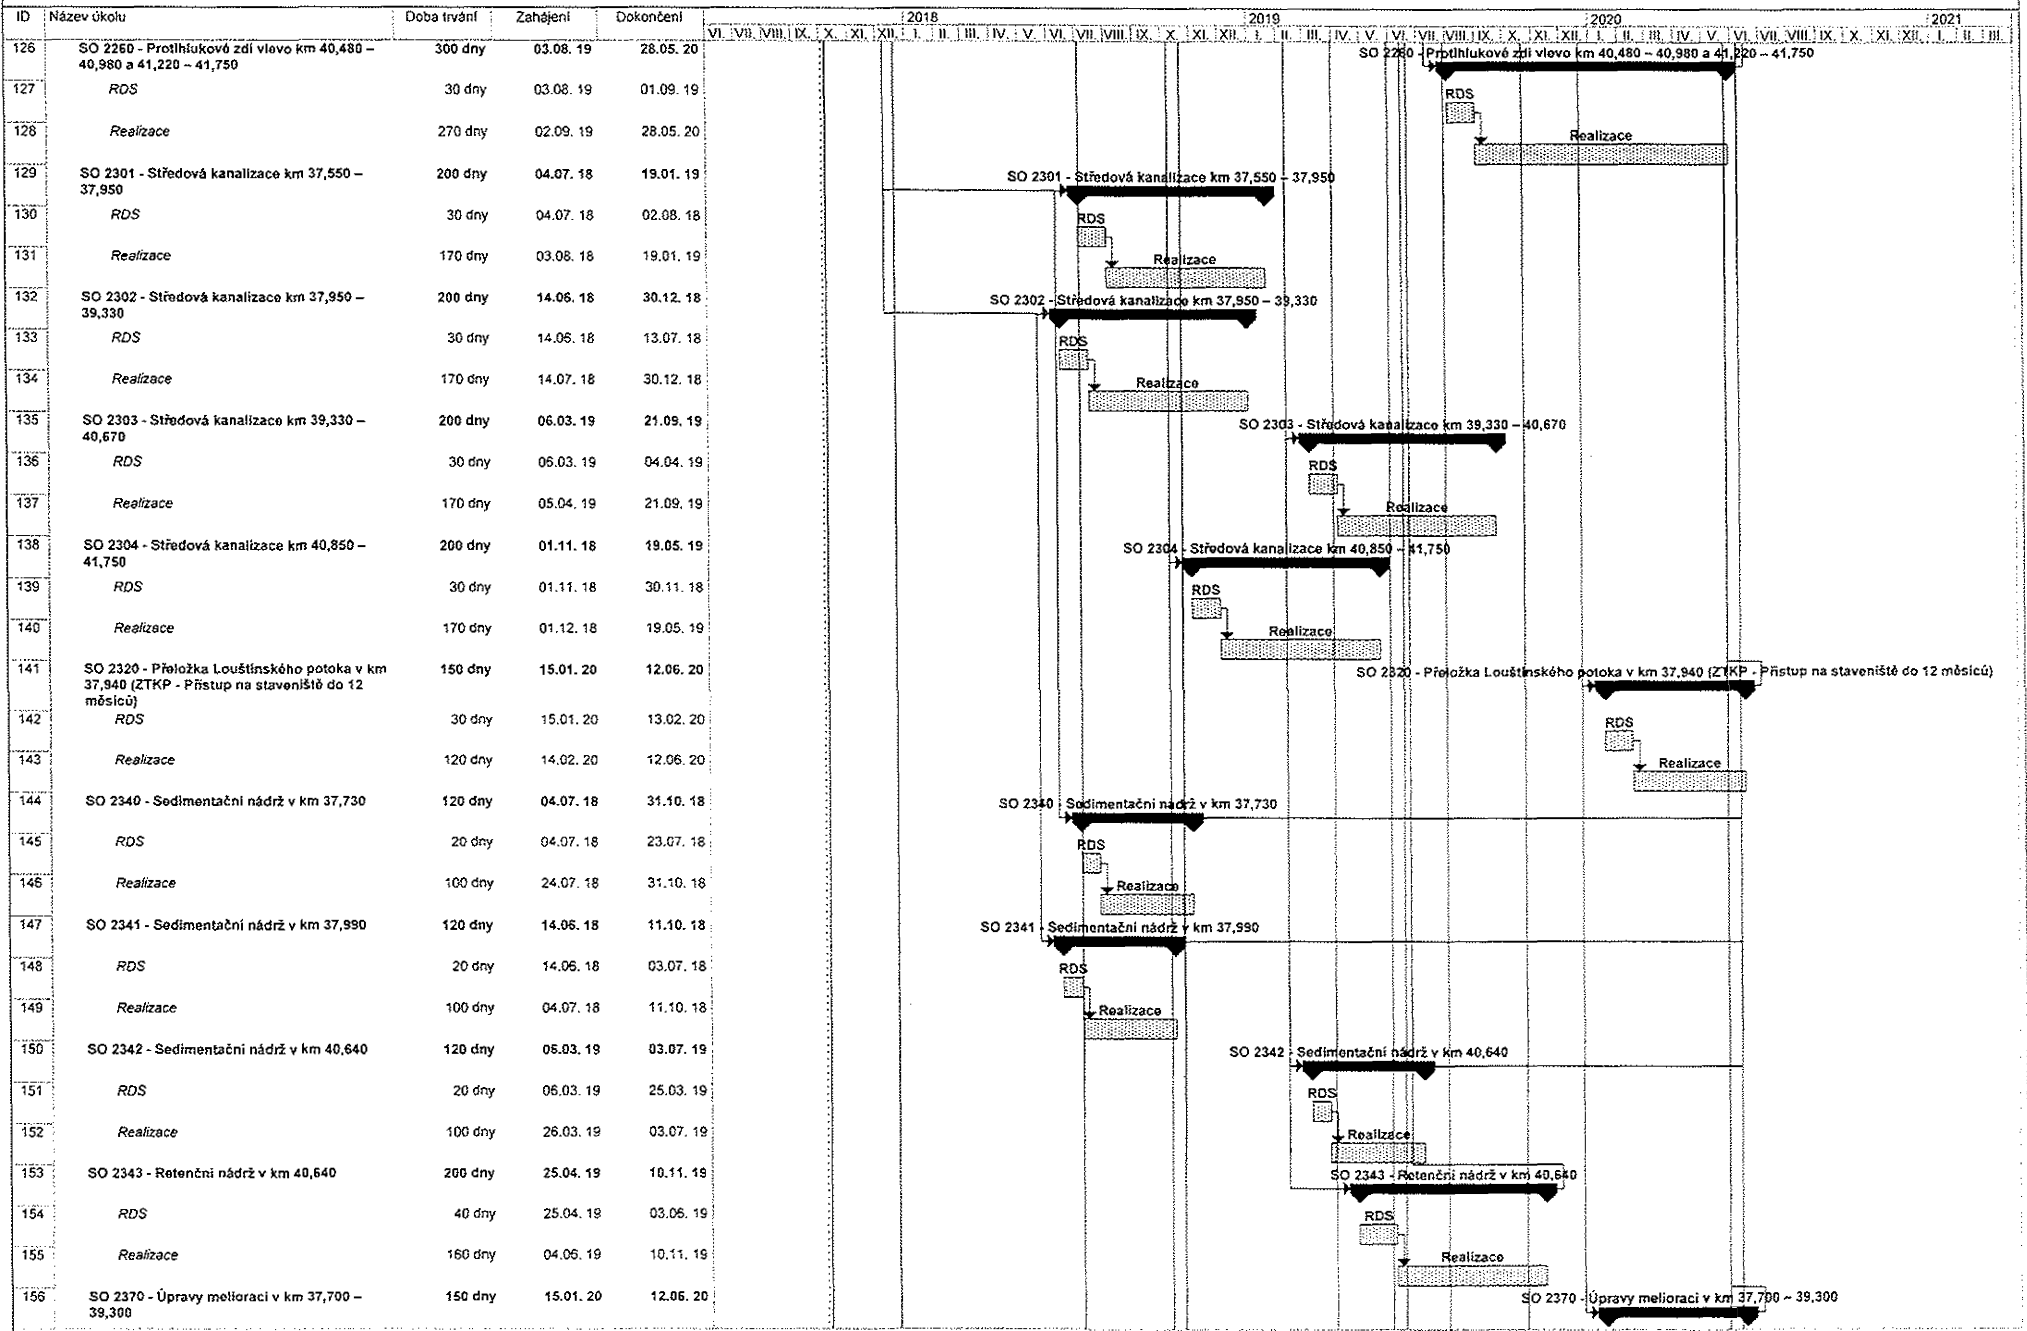 ID Název úkolu Doba trvání Zahájení Dokončení 2018 2019 2020 2021
VI. VII. VIII. IX. X. XI. XII. I. II. III. IV. V. VI. VII. VIII. IX. X. XI. XII. I. II. III. IV. V. VI. VII. VIII. IX. X. XI. XII. I. II. III. IV. V. VI. VII. VIII. IX. X. XI. XII. I. II. III.
126 SO 2260 - Protihlukové zdi vlevo km 40,480 – 300 dny 03.08. 19 28.05. 20 SO 2260 - Protihlukové zdi vlevo km 40,480 – 40,980 a 41,220 – 41,750
40,980 a 41,220 – 41,750
127 RDS 30 dny 03.08. 19 01.09. 19 RDS
128 Realizace 270 dny 02.09. 19 28.05. 20 Realizace
129 SO 2301 - Středová kanalizace km 37,550 – 200 dny 04.07. 18 19.01. 19 SO 2301 - Středová kanalizace km 37,550 – 37,950
37,950
130 RDS 30 dny 04.07. 18 02.08. 18 RDS
131 Realizace 170 dny 03.08. 18 19.01. 19 Realizace
132 SO 2302 - Středová kanalizace km 37,950 – 200 dny 14.06. 18 30.12. 18 SO 2302 - Středová kanalizace km 37,950 – 39,330
39,330
133 RDS 30 dny 14.06. 18 13.07. 18 RDS
134 Realizace 170 dny 14.07. 18 30.12. 18 Realizace
135 SO 2303 - Středová kanalizace km 39,330 – 200 dny 06.03. 19 21.09. 19 SO 2303 - Středová kanalizace km 39,330 – 40,670
40,670
136 RDS 30 dny 06.03. 19 04.04. 19 RDS
137 Realizace 170 dny 05.04. 19 21.09. 19 Realizace
138 SO 2304 - Středová kanalizace km 40,850 – 200 dny 01.11. 18 19.05. 19 SO 2304 - Středová kanalizace km 40,850 – 41,750
41,750
139 RDS 30 dny 01.11. 18 30.11. 18 RDS
140 Realizace 170 dny 01.12. 18 19.05. 19 Realizace
141 SO 2320 - Přeložka Louštínského potoka v km 150 dny 15.01. 20 12.06. 20 SO 2320 - Přeložka Louštínského potoka v km 37,940 (ZTKP - Přístup na staveniště do 12 měsíců)
37,940 (ZTKP - Přístup na staveniště do 12
měsíců)
142 RDS 30 dny 15.01. 20 13.02. 20 RDS
143 Realizace 120 dny 14.02. 20 12.06. 20 Realizace
144 SO 2340 - Sedimentační nádrž v km 37,730 120 dny 04.07. 18 31.10. 18 SO 2340 - Sedimentační nádrž v km 37,730
145 RDS 20 dny 04.07. 18 23.07. 18 RDS
146 Realizace 100 dny 24.07. 18 31.10. 18 Realizace
147 SO 2341 - Sedimentační nádrž v km 37,990 120 dny 14.06. 18 11.10. 18 SO 2341 - Sedimentační nádrž v km 37,990
148 RDS 20 dny 14.06. 18 03.07. 18 RDS
149 Realizace 100 dny 04.07. 18 11.10. 18 Realizace
150 SO 2342 - Sedimentační nádrž v km 40,640 120 dny 06.03. 19 03.07. 19 SO 2342 - Sedimentační nádrž v km 40,640
151 RDS 20 dny 06.03. 19 25.03. 19 RDS
152 Realizace 100 dny 26.03. 19 03.07. 19 Realizace
153 SO 2343 - Retenční nádrž v km 40,640 200 dny 25.04. 19 10.11. 19 SO 2343 - Retenční nádrž v km 40,640
154 RDS 40 dny 25.04. 19 03.06. 19 RDS
155 Realizace 160 dny 04.06. 19 10.11. 19 Realizace
156 SO 2370 - Úpravy meliorací v km 37,700 – 150 dny 15.01. 20 12.06. 20 SO 2370 - Úpravy meliorací v km 37,700 – 39,300
39,300